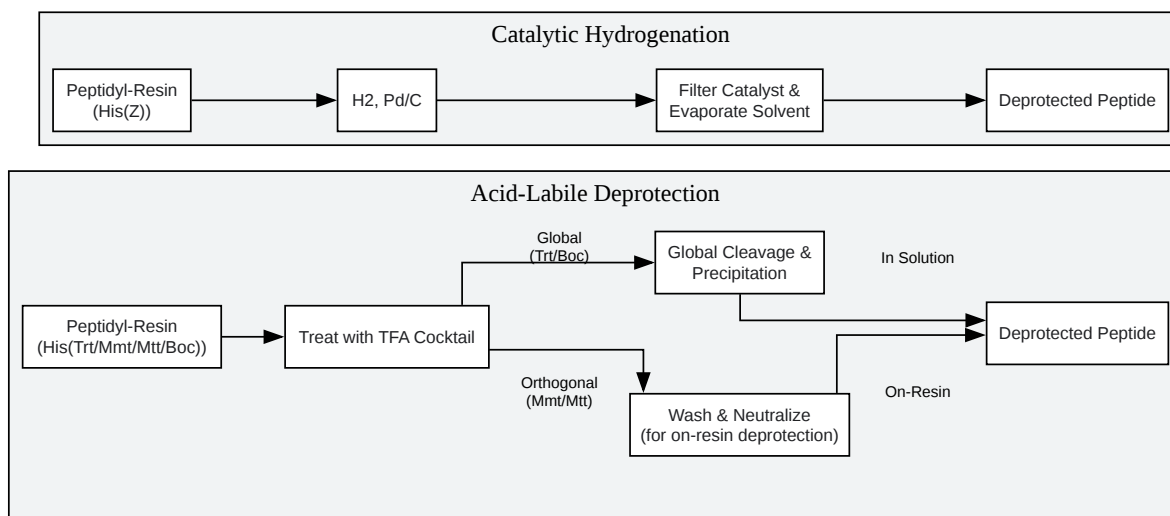 Catalytic Hydrogenation
Peptidyl-Resin
(His(Z))
H2, Pd/C
Filter Catalyst &
Evaporate Solvent
Deprotected Peptide
Acid-Labile Deprotection
Peptidyl-Resin
(His(Trt/Mmt/Mtt/Boc))
Treat with TFA Cocktail
Global
(Trt/Boc)
Global Cleavage &
Precipitation
In Solution
Orthogonal
(Mmt/Mtt)
Wash & Neutralize
(for on-resin deprotection)
On-Resin
Deprotected Peptide